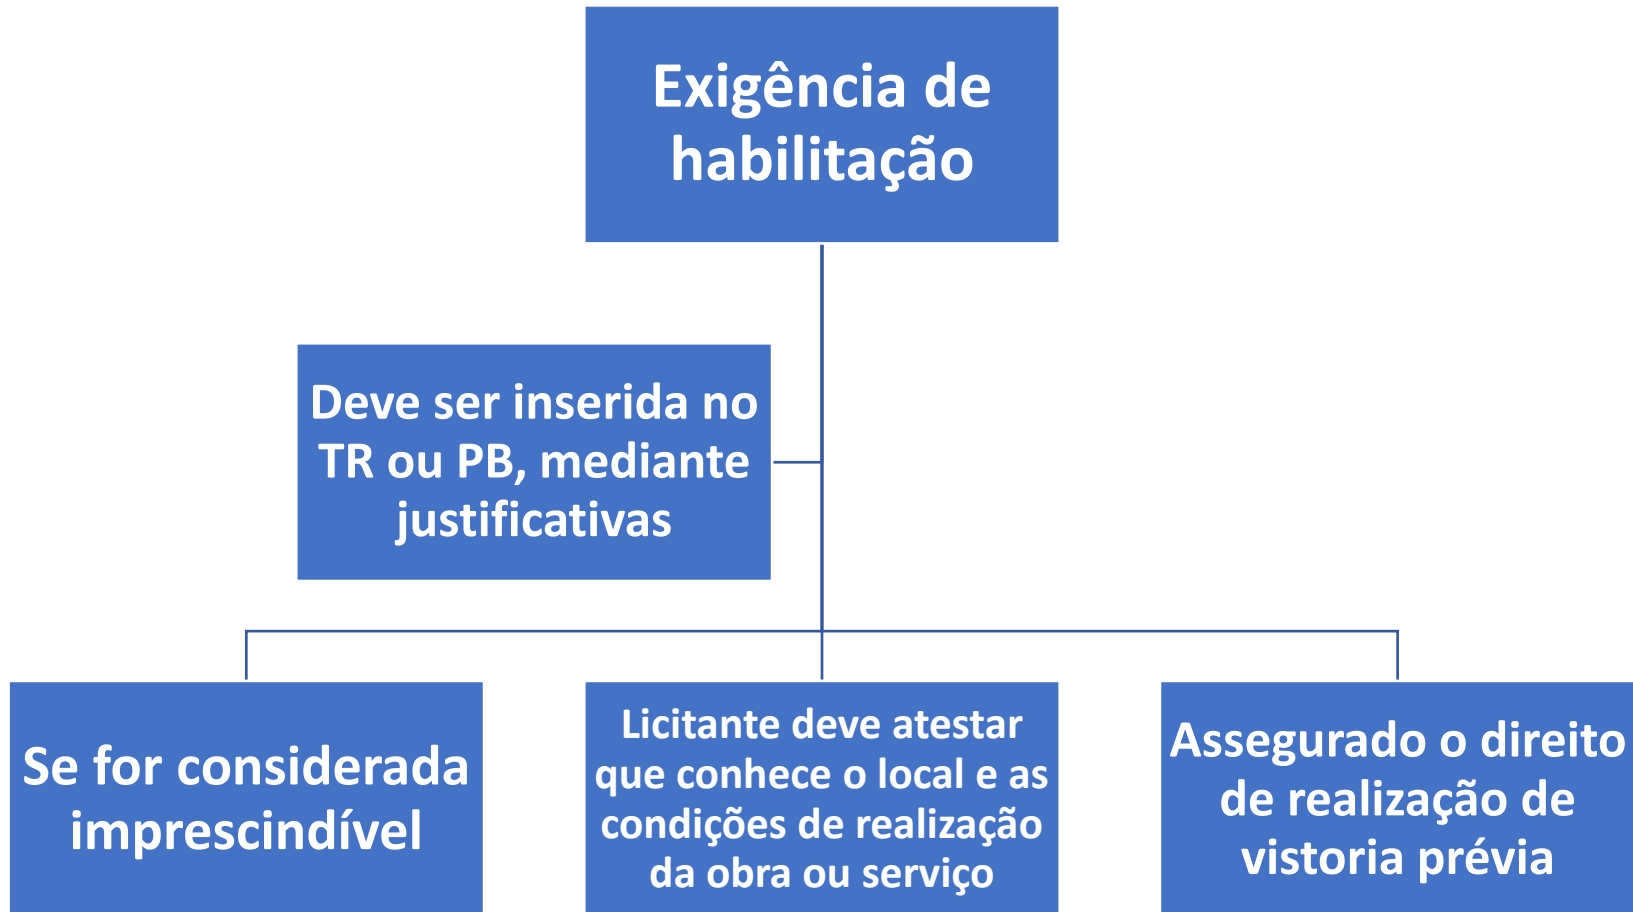 Exigência de
habilitação
Deve ser inserida no
TR ou PB, mediante
justificativas
Se for considerada
imprescindível
Licitante deve atestar
que conhece o local e as
condições de realização
da obra ou serviço
Assegurado o direito
de realização de
vistoria prévia